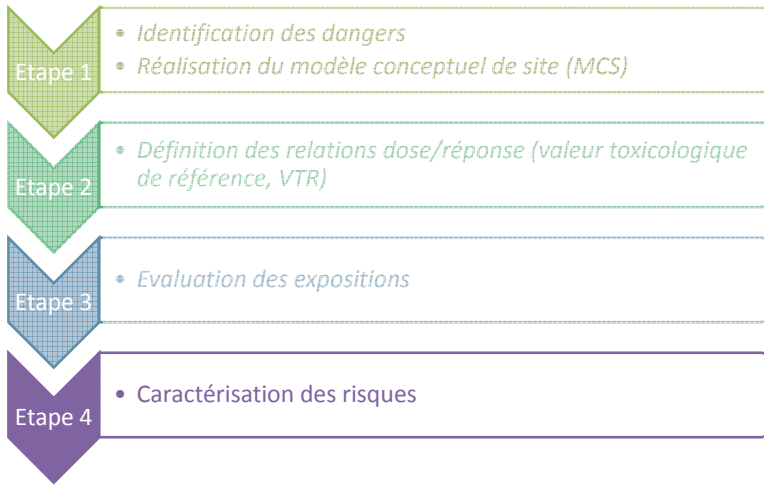 Etape 1
• Identification des dangers
• Réalisation du modèle conceptuel de site (MCS)
Etape 2
• Définition des relations dose/réponse (valeur toxicologique
de référence, VTR)
Etape 3
• Evaluation des expositions
Etape 4
• Caractérisation des risques